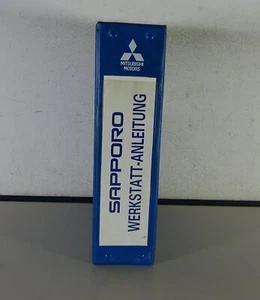 MITSUBISHI
MOTORS
SAPPORO
WERKSTATT-ANLEITUNG